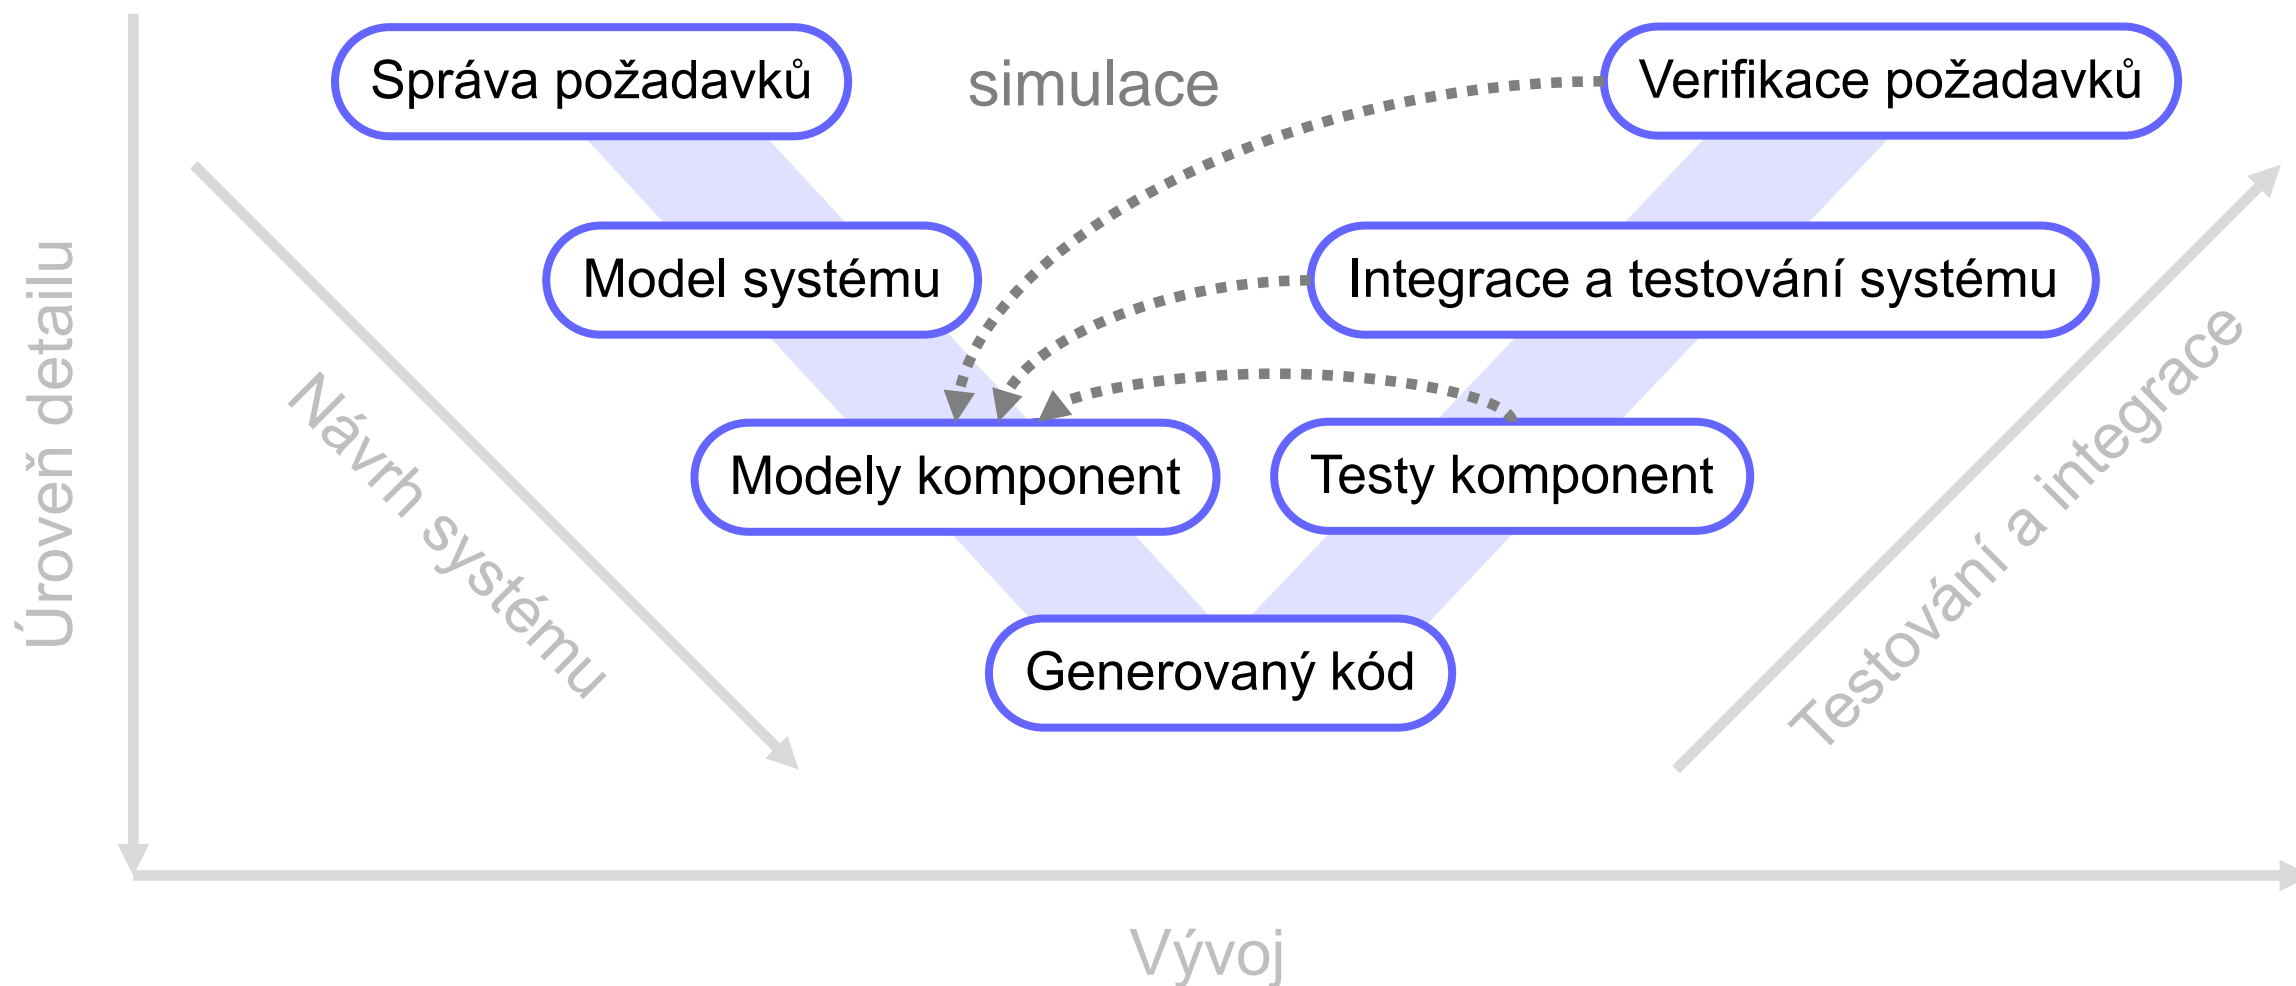 Správa požadavků
simulace
Verifikace požadavků
Model systému
Integrace a testování systému
Úroveň detailu
Návrh systému
Modely komponent
Testy komponent
Testování a integrace
Generovaný kód
Vývoj